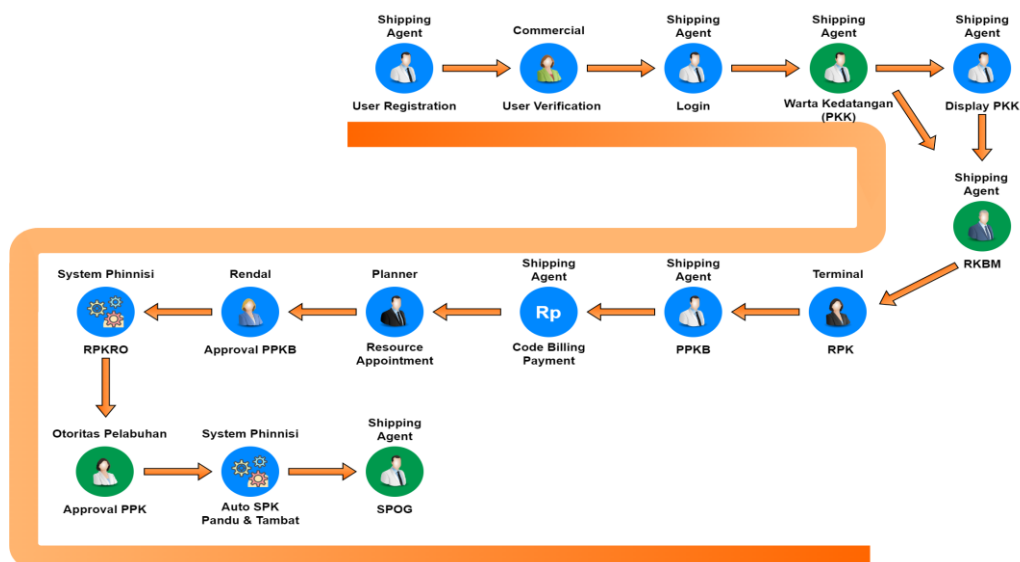 Shipping
Agent
User Registration
Commercial
User Verification
Shipping
Agent
Login
Shipping
Agent
Warta Kedatangan
(PKK)
Shipping
Agent
Display PKK
Shipping
Agent
RKBM
Terminal
RPK
Shipping
Agent
PPKB
Shipping
Agent
Rp
Code Billing
Payment
Planner
Resource
Appointment
Rendal
Approval PPKB
System Phinnisi
RPKRO
Otoritas Pelabuhan
Approval PPK
System Phinnisi
Auto SPK
Pandu & Tambat
Shipping
Agent
SPOG